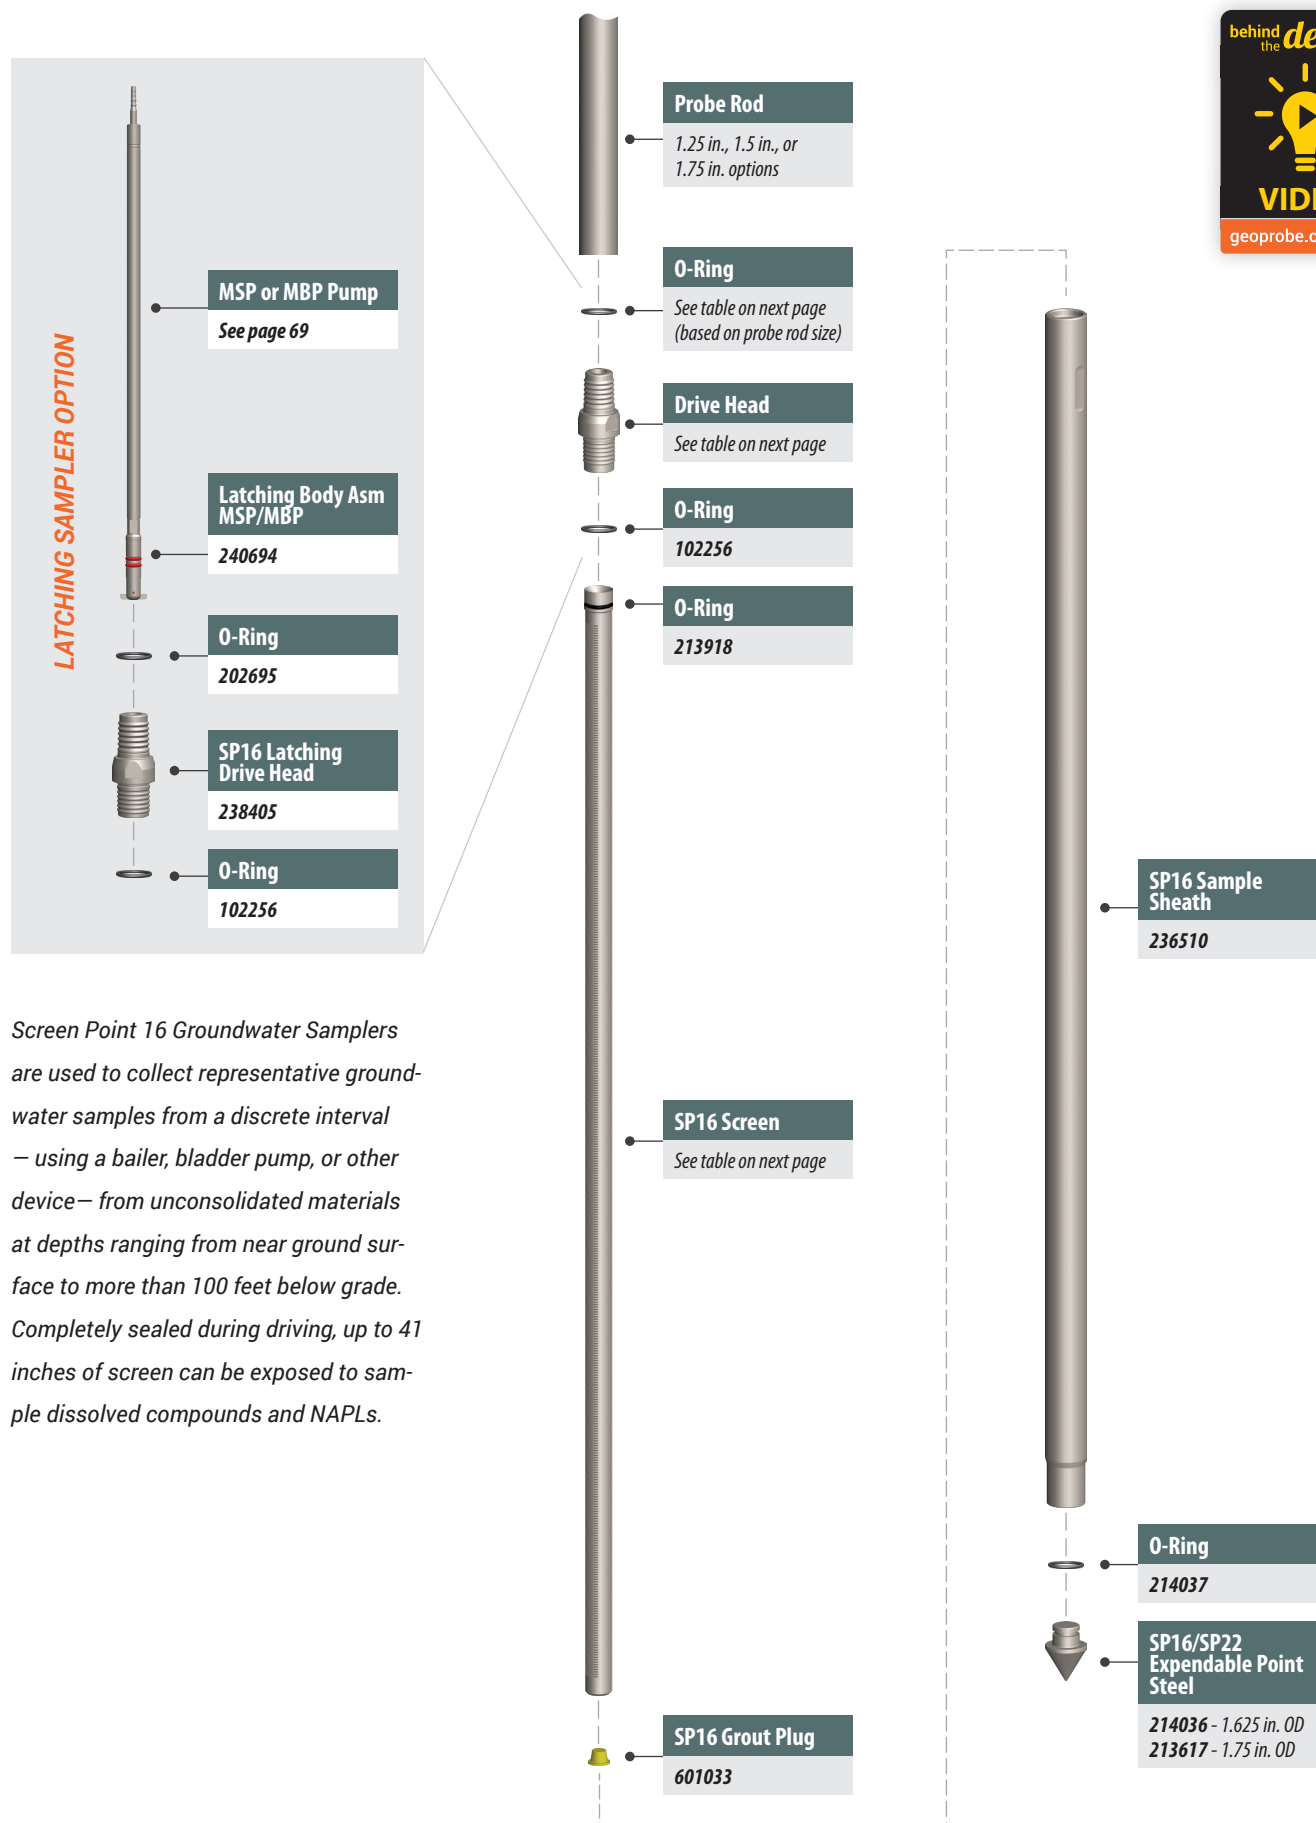 behind
the de
VID
geoprobe.c
LATCHING SAMPLER OPTION
MSP or MBP Pump
See page 69
Latching Body Asm
MSP/MBP
240694
O-Ring
202695
SP16 Latching
Drive Head
238405
O-Ring
102256
Screen Point 16 Groundwater Samplers
are used to collect representative ground-
water samples from a discrete interval
— using a bailer, bladder pump, or other
device— from unconsolidated materials
at depths ranging from near ground sur-
face to more than 100 feet below grade.
Completely sealed during driving, up to 41
inches of screen can be exposed to sam-
ple dissolved compounds and NAPLs.
Probe Rod
1.25 in., 1.5 in., or
1.75 in. options
O-Ring
See table on next page
(based on probe rod size)
Drive Head
See table on next page
O-Ring
102256
O-Ring
213918
SP16 Screen
See table on next page
SP16 Grout Plug
601033
SP16 Sample
Sheath
236510
O-Ring
214037
SP16/SP22
Expendable Point
Steel
214036 - 1.625 in. OD
213617 - 1.75 in. OD